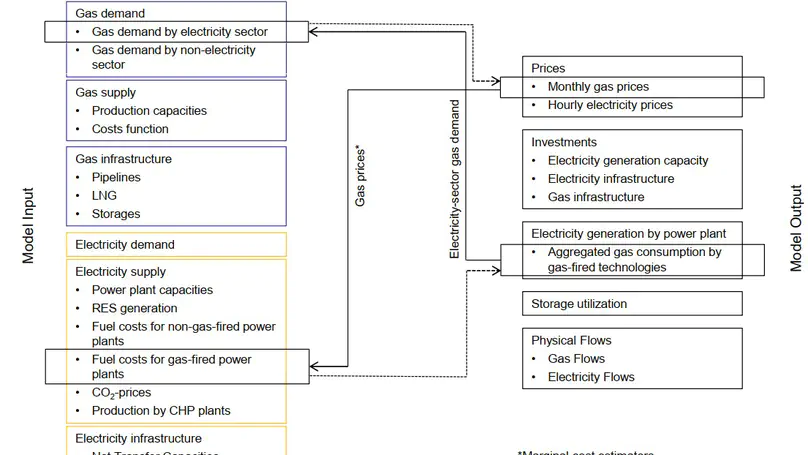 Gas demand
• Gas demand by electricity sector
• Gas demand by non-electricity
sector
Gas supply
• Production capacities
• Costs function
Gas infrastructure
• Pipelines
• LNG
• Storages
Electricity demand
Electricity supply
• Power plant capacities
• RES generation
• Fuel costs for non-gas-fired power
plants
• Fuel costs for gas-fired power
plants
• CO2-prices
• Production by CHP plants
Electricity infrastructure
• Net Transfer Capacities
Model Input
Gas prices*
Electricity-sector gas demand
Prices
• Monthly gas prices
• Hourly electricity prices
Investments
• Electricity generation capacity
• Electricity infrastructure
• Gas infrastructure
Electricity generation by power plant
• Aggregated gas consumption by
gas-fired technologies
Storage utilization
Physical Flows
• Gas Flows
• Electricity Flows
Model Output
*Marginal cost estimators